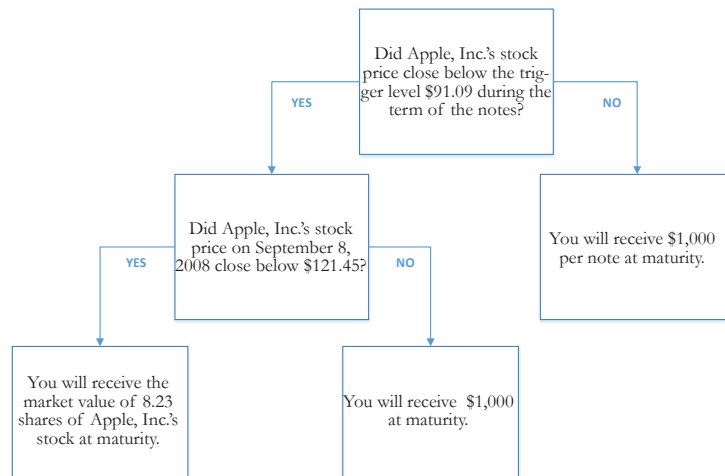 Did Apple, Inc.'s stock
price close below the trig-
ger level $91.09 during the
term of the notes?
YES
NO
Did Apple, Inc.'s stock
price on September 8,
2008 close below $121.45?
You will receive $1,000
per note at maturity.
YES
NO
You will receive the
market value of 8.23
shares of Apple, Inc.'s
stock at maturity.
You will receive $1,000
at maturity.